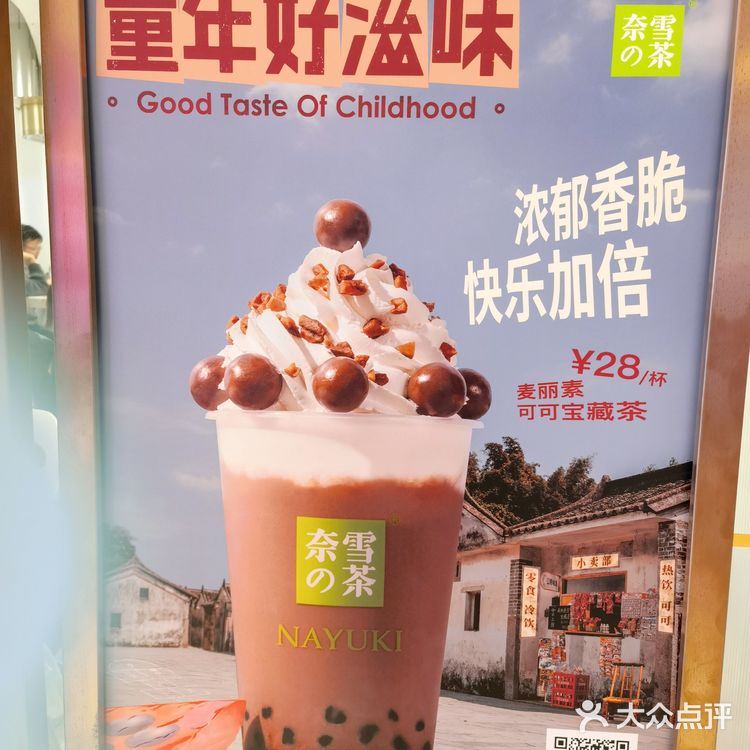 童年好滋味
Good Taste Of Childhood
奈雪
の茶
浓郁香脆
快乐加倍
¥28/杯
麦丽素
可可宝藏茶
奈雪
の茶
NAYUKI
小卖部
零食·冷饮
热饮·可可
大众点评